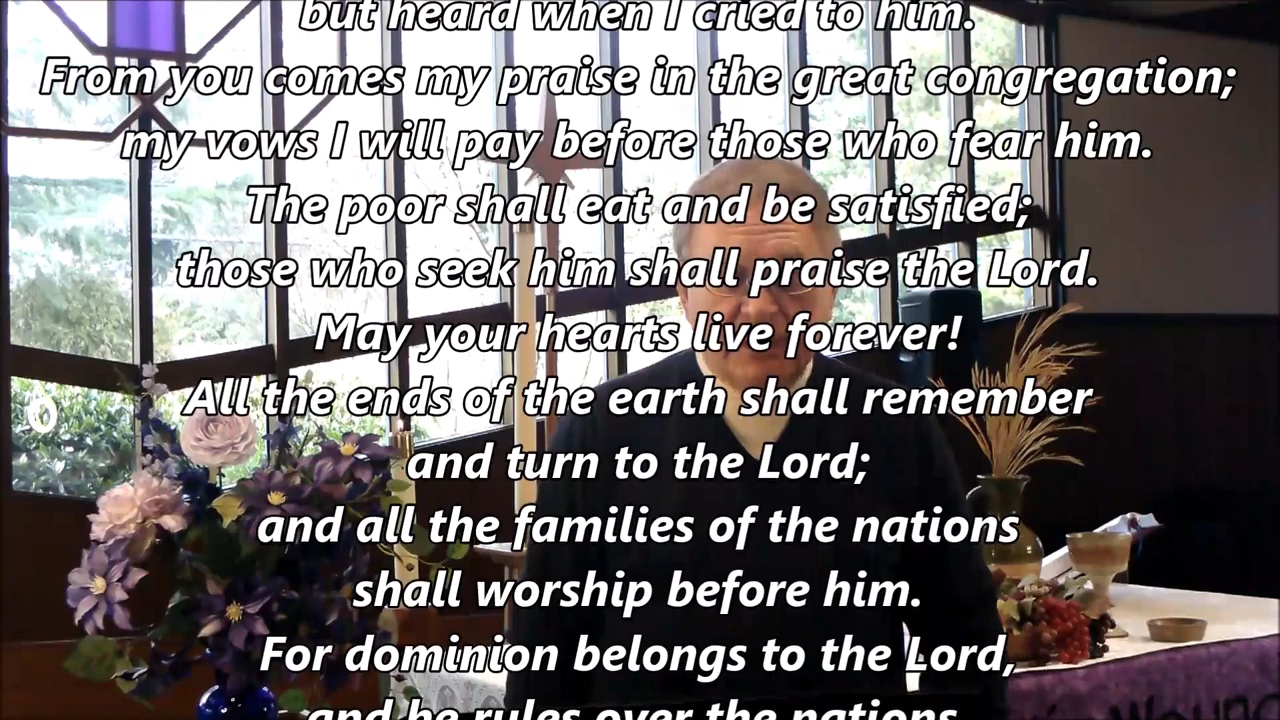 but heard when I cried to him.
From you comes my praise in the great congregation;
my vows I will pay before those who fear him.
The poor shall eat and be satisfied;
those who seek him shall praise the Lord.
May your hearts live forever!
All the ends of the earth shall remember
and turn to the Lord;
and all the families of the nations
shall worship before him.
For dominion belongs to the Lord,
and he rules over the nations.